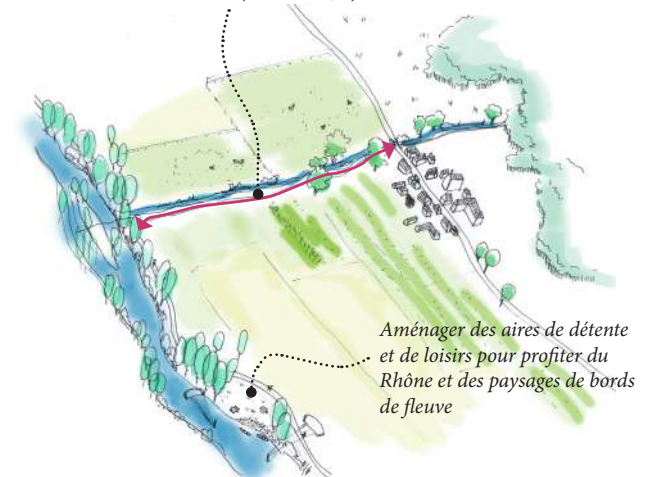 Aménager des aires de détente
et de loisirs pour profiter du
Rhône et des paysages de bords
de fleuve